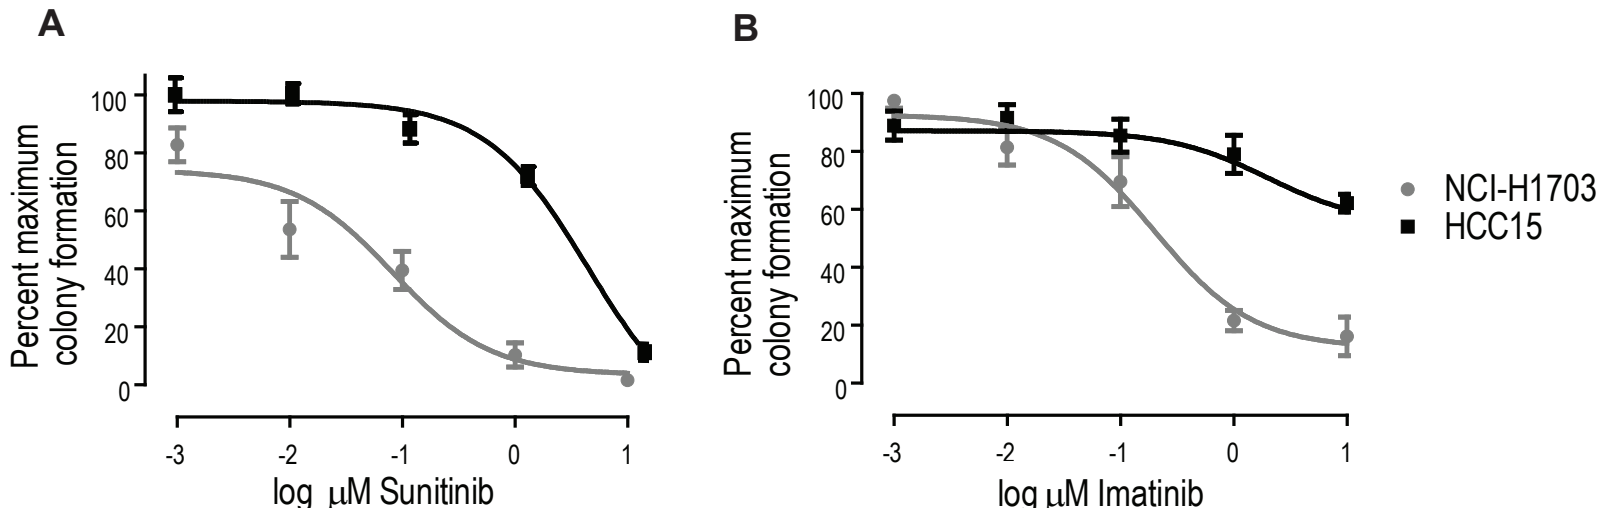 A
Percent maximum
colony formation
100
80
60
40
20
0
-3 -2 -1 0 1
log μM Sunitinib
B
Percent maximum
colony formation
100
80
60
40
20
0
-3 -2 -1 0 1
log μM Imatinib
NCI-H1703
HCC15